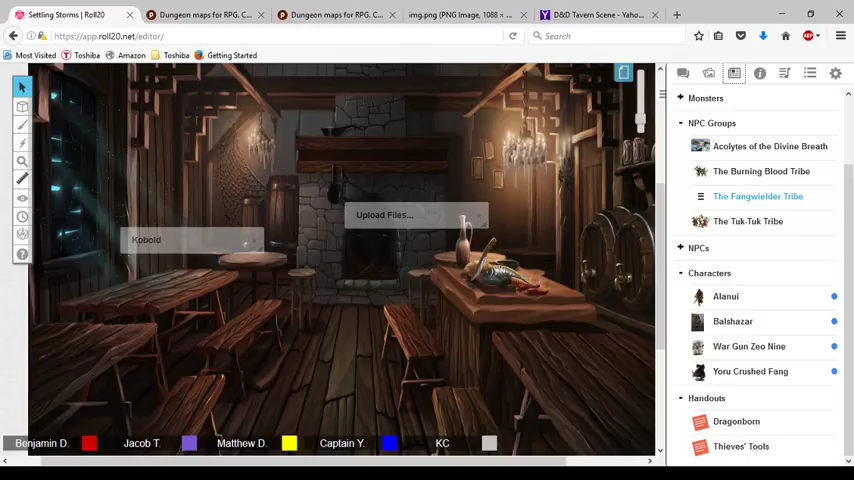 Settling Storms | Roll20
Dungeon maps for RPG. C...
Dungeon maps for RPG. C...
img.png (PNG Image, 1088 ×
D&D Tavern Scene - Yahoo...
https://app.roll20.net/editor/
Search
Most Visited
Toshiba
Amazon
Toshiba
Getting Started
Monsters
NPC Groups
Acolytes of the Divine Breath
The Burning Blood Tribe
The Fangwielder Tribe
The Tuk-Tuk Tribe
NPCs
Characters
Alanui
Balshazar
War Gun Zeo Nine
Yoru Crushed Fang
Handouts
Dragonborn
Thieves' Tools
Upload Files...
Kobold
Benjamin D.
Jacob T.
Matthew D.
Captain Y.
KC